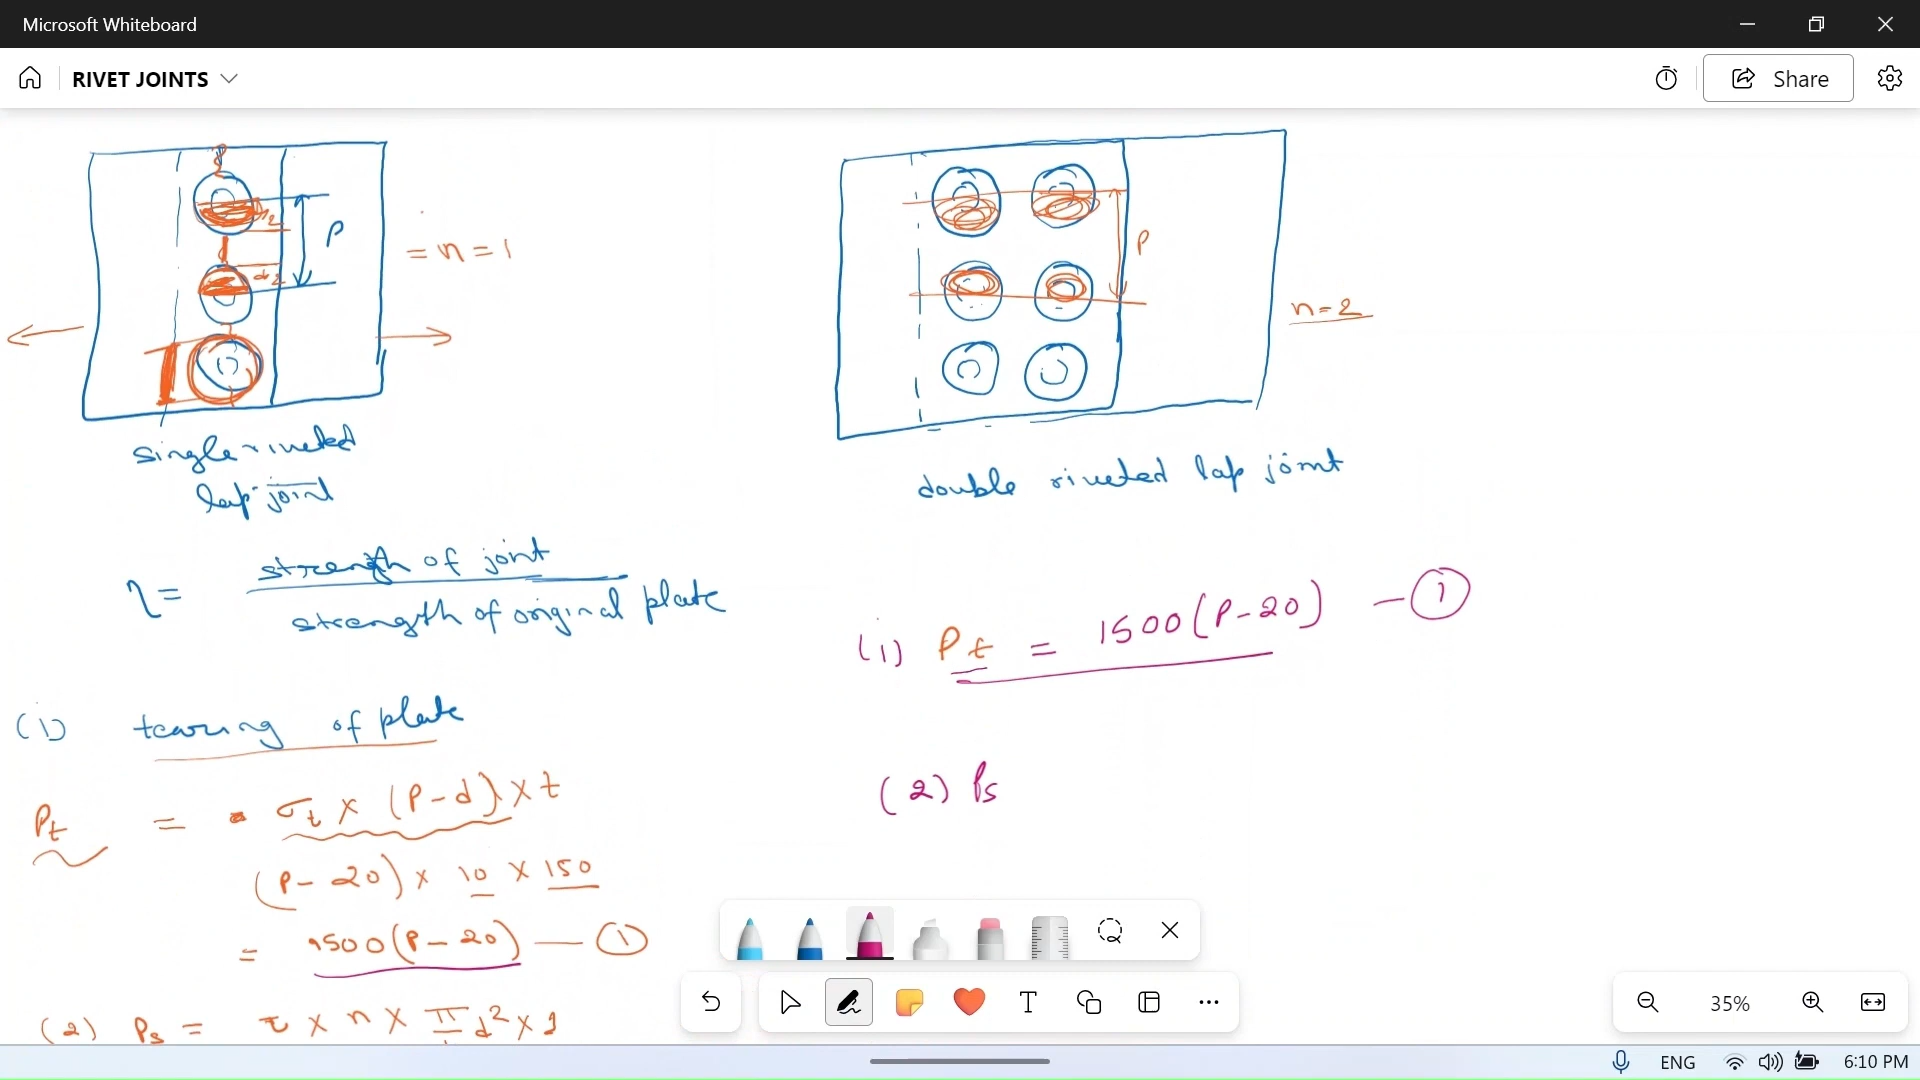 Microsoft Whiteboard
RIVET JOINTS
Share
P
= n = 1
d/2
P
n = 2
single riveted
lap joint
double riveted lap joint
η = strength of joint
strength of original plate
(1) Pt = 1500(P-20) - ①
(i) tearing of plate
Pt = σt × (P-d) × t
(P-20) × 10 × 150
= 1500(P-20) — ①
(2) Ps
(2) Ps = τ × n × π d² × 1
T
35%
ENG
6:10 PM